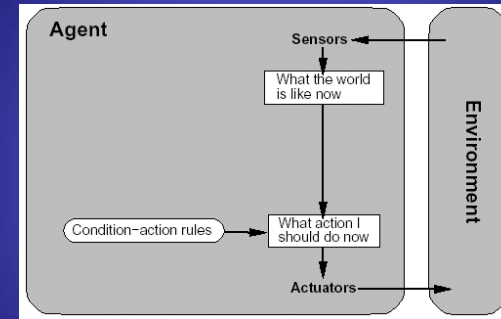 Agent
Sensors
What the world
is like now
Environment
Condition−action rules
What action I
should do now
Actuators